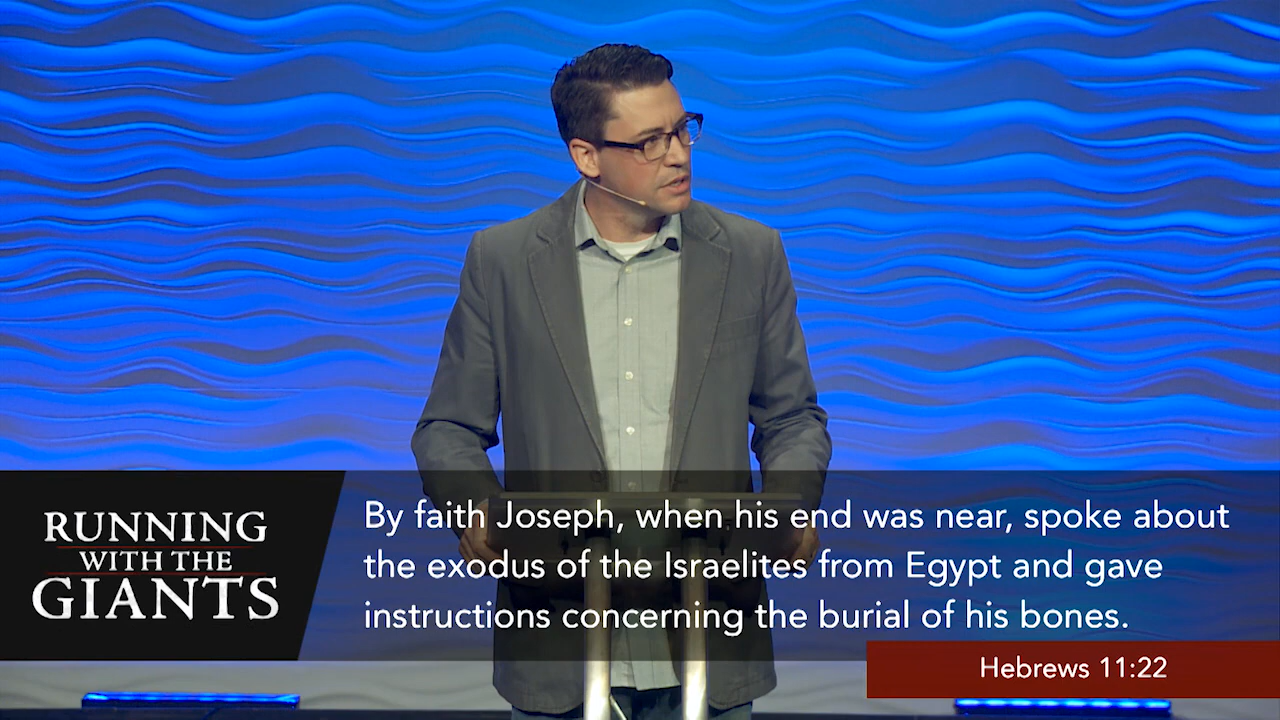 RUNNING
WITH THE
GIANTS
By faith Joseph, when his end was near, spoke about
the exodus of the Israelites from Egypt and gave
instructions concerning the burial of his bones.
Hebrews 11:22